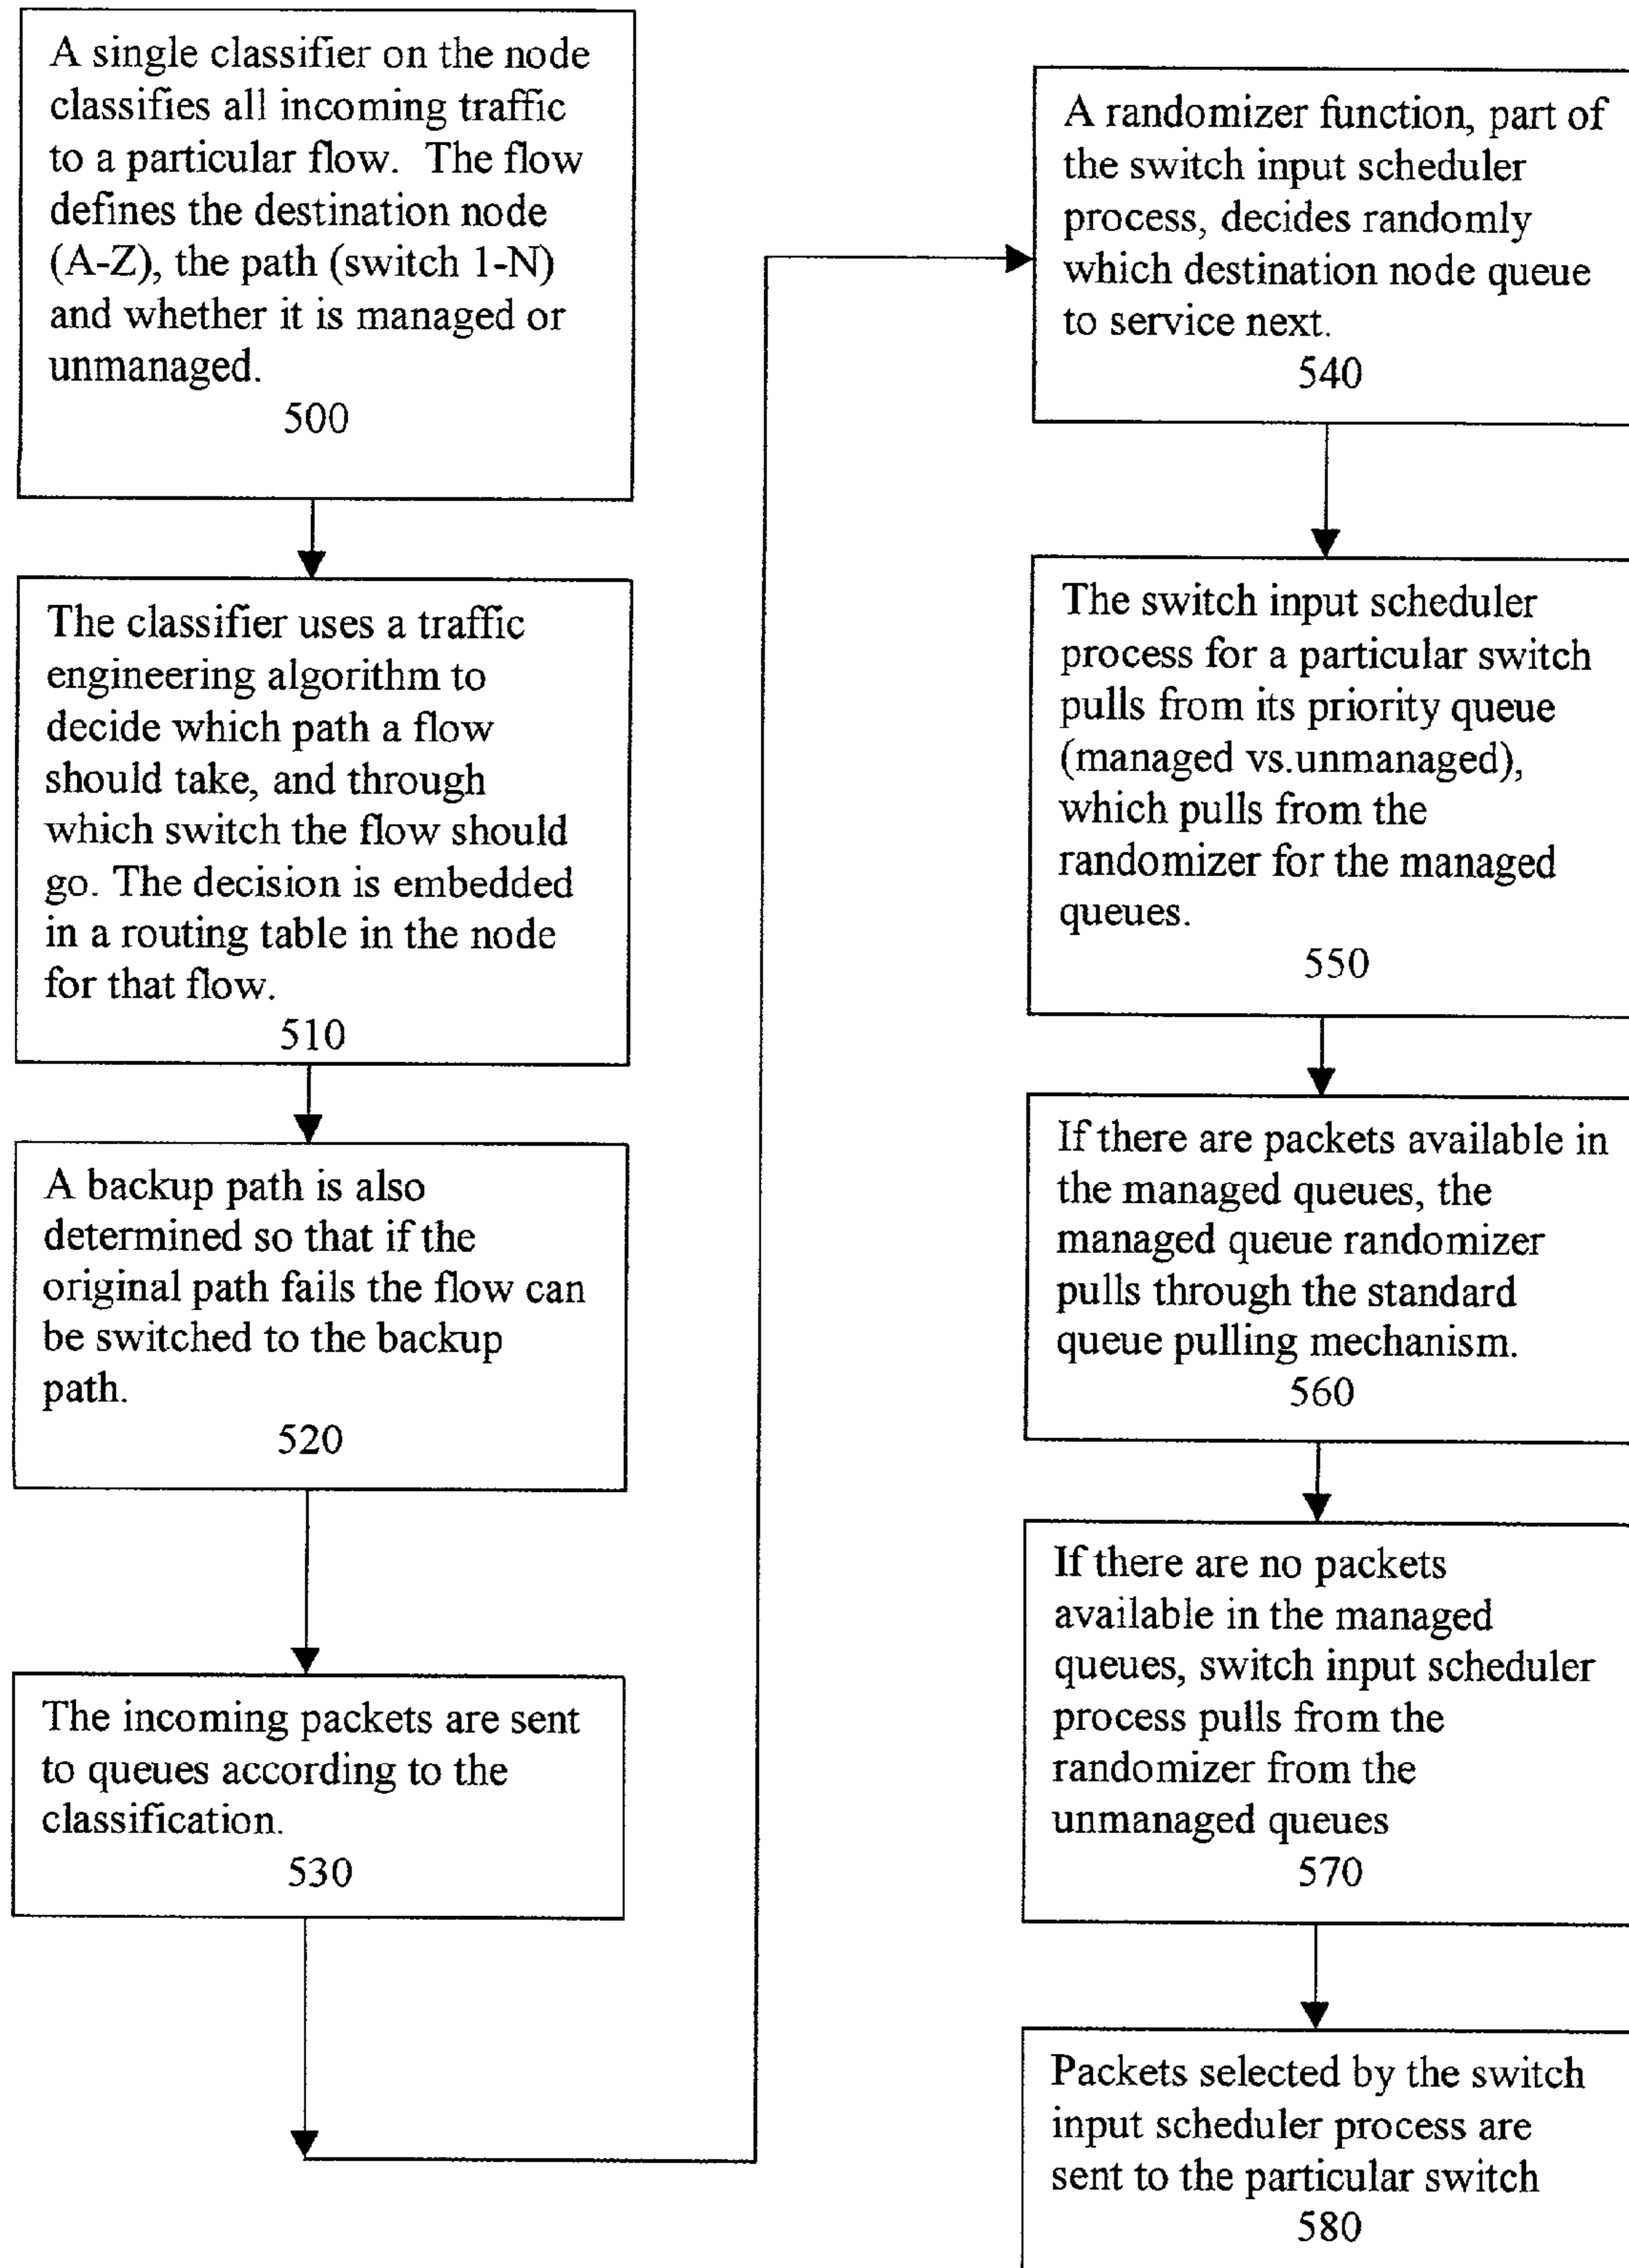 A single classifier on the node
classifies all incoming traffic
to a particular flow.  The flow
defines the destination node
(A-Z), the path (switch 1-N)
and whether it is managed or
unmanaged.
500
The classifier uses a traffic
engineering algorithm to
decide which path a flow
should take, and through
which switch the flow should
go. The decision is embedded
in a routing table in the node
for that flow.
510
A backup path is also
determined so that if the
original path fails the flow can
be switched to the backup
path.
520
The incoming packets are sent
to queues according to the
classification.
530
A randomizer function, part of
the switch input scheduler
process, decides randomly
which destination node queue
to service next.
540
The switch input scheduler
process for a particular switch
pulls from its priority queue
(managed vs.unmanaged),
which pulls from the
randomizer for the managed
queues.
550
If there are packets available in
the managed queues, the
managed queue randomizer
pulls through the standard
queue pulling mechanism.
560
If there are no packets
available in the managed
queues, switch input scheduler
process pulls from the
randomizer from the
unmanaged queues
570
Packets selected by the switch
input scheduler process are
sent to the particular switch
580